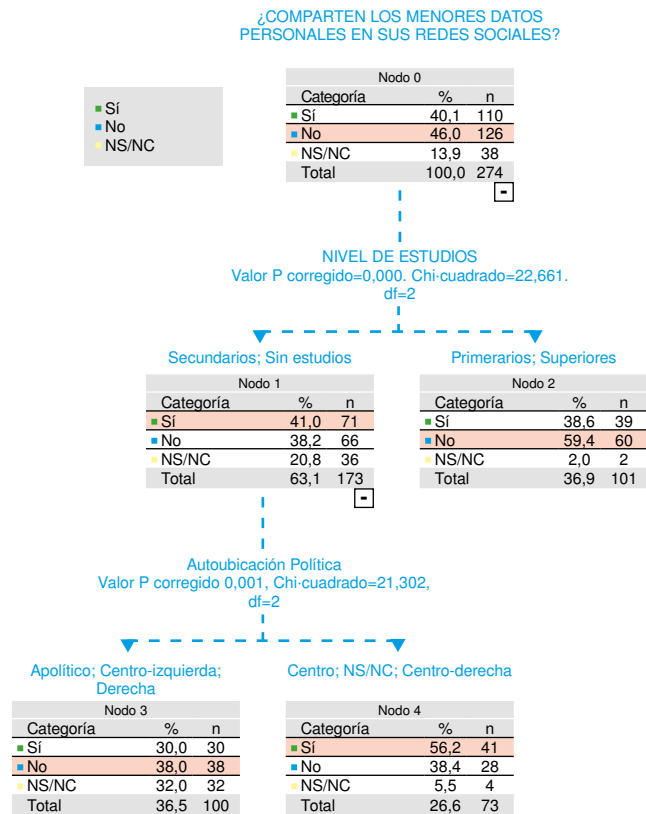 ¿COMPARTEN LOS MENORES DATOS
PERSONALES EN SUS REDES SOCIALES?
Sí
No
NS/NC
Nodo 0
Categoría % n
Sí 40,1 110
No 46,0 126
NS/NC 13,9 38
Total 100,0 274
-
NIVEL DE ESTUDIOS
Valor P corregido=0,000. Chi-cuadrado=22,661.
df=2
Secundarios; Sin estudios
Nodo 1
Categoría % n
Sí 41,0 71
No 38,2 66
NS/NC 20,8 36
Total 63,1 173
-
Primerarios; Superiores
Nodo 2
Categoría % n
Sí 38,6 39
No 59,4 60
NS/NC 2,0 2
Total 36,9 101
Autoubicación Política
Valor P corregido 0,001, Chi-cuadrado=21,302,
df=2
Apolítico; Centro-izquierda;
Derecha
Nodo 3
Categoría % n
Sí 30,0 30
No 38,0 38
NS/NC 32,0 32
Total 36,5 100
Centro; NS/NC; Centro-derecha
Nodo 4
Categoría % n
Sí 56,2 41
No 38,4 28
NS/NC 5,5 4
Total 26,6 73